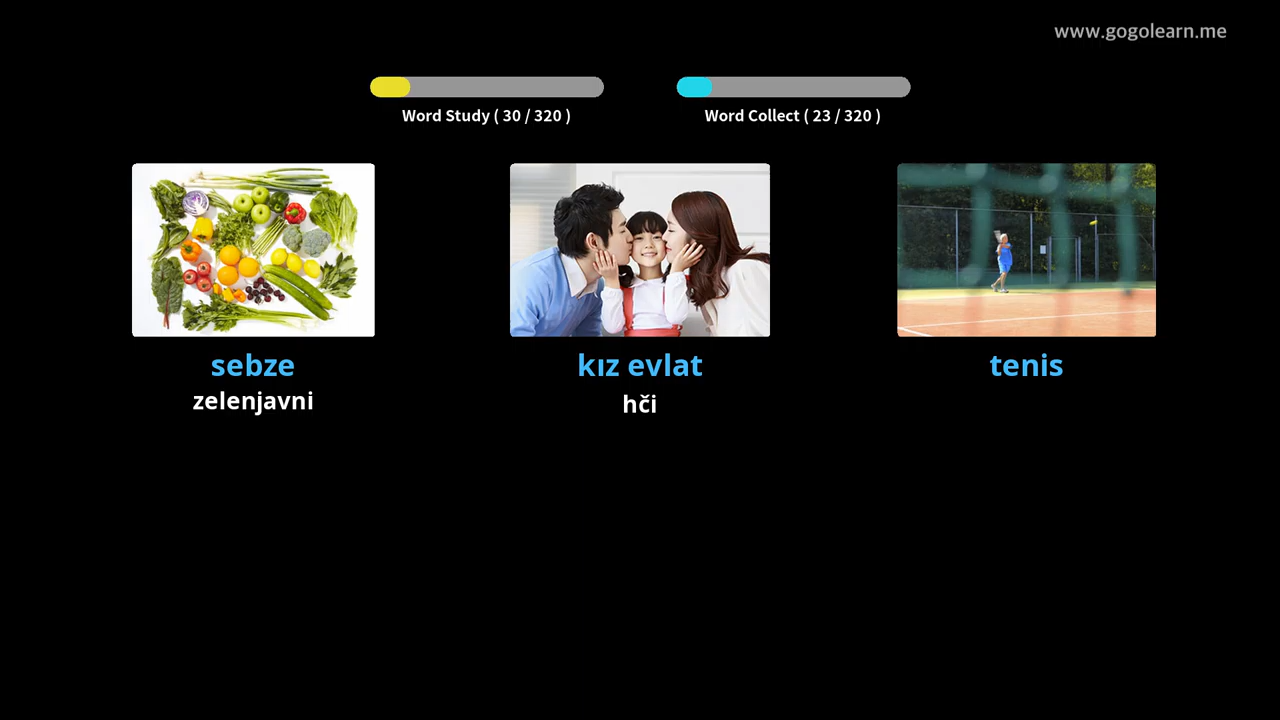 www.gogolearn.me
Word Study ( 30 / 320 )
Word Collect ( 23 / 320 )
sebze
kız evlat
tenis
zelenjavni
hči